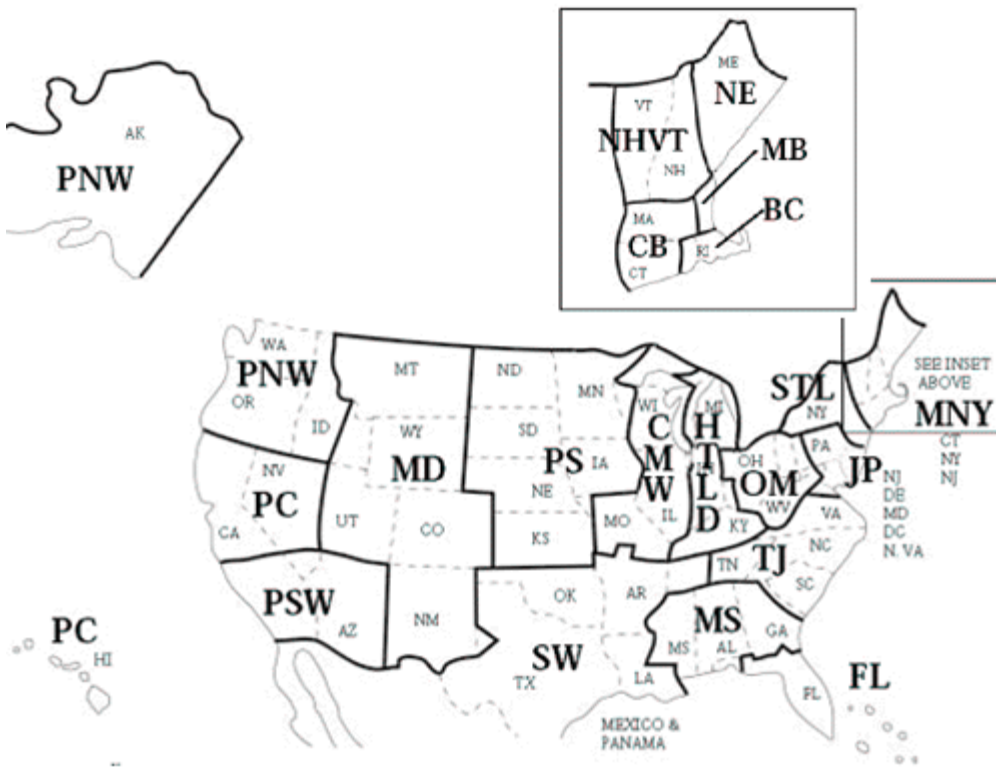 ME
NE
VT
NHVT
NH
MB
MA
CB
BC
RI
CT
AK
PNW
SEE INSET
ABOVE
MNY
CT
NY
NJ
WA
PNW
OR
ID
MT
ND
MN
WI
MI
STL
NY
WY
MD
SD
PS
IA
C
M
W
H
T
L
D
OH
OM
WV
PA
JP
NJ
DE
MD
DC
N. VA
NV
PC
CA
UT
CO
NE
KS
MO
IL
KY
VA
TN
TJ
NC
SC
PSW
AZ
NM
OK
AR
SW
TX
LA
MS
MS
AL
GA
FL
FL
PC
HI
MEXICO &
PANAMA